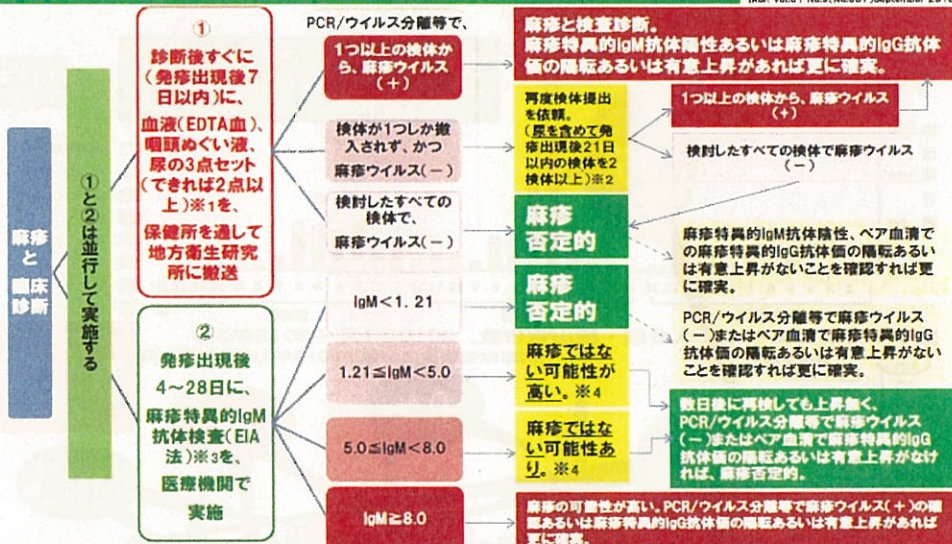 麻疹
と
臨床
診断
①と②は並行して実施する
①
診断後すぐに
(発疹出現後7
日以内)に、
血液(EDTA血)、
咽頭ぬぐい液、
尿の3点セット
(できれば2点以
上)※1を、
保健所を通して
地方衛生研究
所に搬送
②
発疹出現後
4～28日に、
麻疹特異的IgM
抗体検査(EIA
法)※3を、
医療機関で
実施
PCR/ウイルス分離等で、
1つ以上の検体か
ら、麻疹ウイルス
(+)
検体が1つしか搬
入されず、かつ
麻疹ウイルス(-)
検討したすべての
検体で、
麻疹ウイルス(-)
IgM<1.21
1.21≦IgM<5.0
5.0≦IgM<8.0
IgM≧8.0
麻疹と検査診断。
麻疹特異的IgM抗体陽性あるいは麻疹特異的IgG抗体
価の陽転あるいは有意上昇があれば更に確実。
再度検体提出
を依頼。
(尿を含めて発
疹出現後21日
以内の検体を2
検体以上)※2
1つ以上の検体から、麻疹ウイルス
(+)
検討したすべての検体で麻疹ウイルス
(-)
麻疹
否定的
麻疹特異的IgM抗体陰性、ペア血清で
の麻疹特異的IgG抗体価の陽転あるい
は有意上昇がないことを確認すれば更
に確実。
麻疹
否定的
PCR/ウイルス分離等で麻疹ウイルス
(-)またはペア血清で麻疹特異的IgG
抗体価の陽転あるいは有意上昇がない
ことを確認すれば更に確実。
麻疹ではな
い可能性が
高い。※4
麻疹ではな
い可能性あ
り。※4
数日後に再検しても上昇無く、
PCR/ウイルス分離等で麻疹ウイルス
(-)またはペア血清で麻疹特異的IgG
抗体価の陽転あるいは有意上昇がなけ
れば、麻疹否定的。
麻疹の可能性が高い。PCR/ウイルス分離等で麻疹ウイルス(+)の確
認あるいは麻疹特異的IgG抗体価の陽転あるいは有意上昇があれば
更に確実。